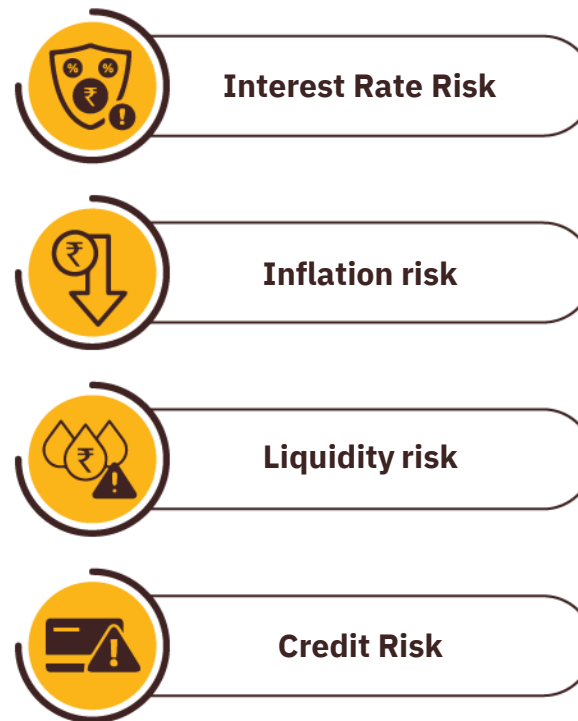 % %
₹
!
Interest Rate Risk
₹
Inflation risk
₹
!
Liquidity risk
!
Credit Risk